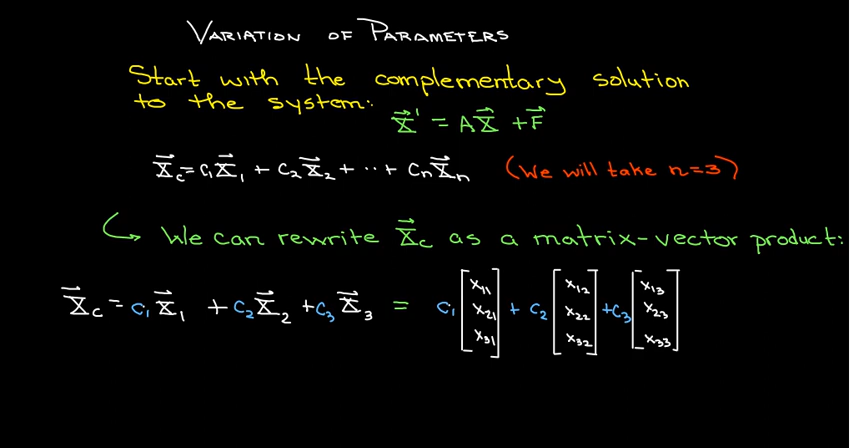 VARIATION OF PARAMETERS
Start with the complementary solution
to the system:
X⃗' = AX⃗ + F⃗
X⃗c = c₁X⃗₁ + c₂X⃗₂ + ·· + cₙX⃗ₙ (We will take n=3)
↪ We can rewrite X⃗c as a matrix-vector product:
X⃗c = c₁X⃗₁ + c₂X⃗₂ + c₃X⃗₃ = c₁[x₁₁ x₂₁ x₃₁] + c₂[x₁₂ x₂₂ x₃₂] + c₃[x₁₃ x₂₃ x₃₃]